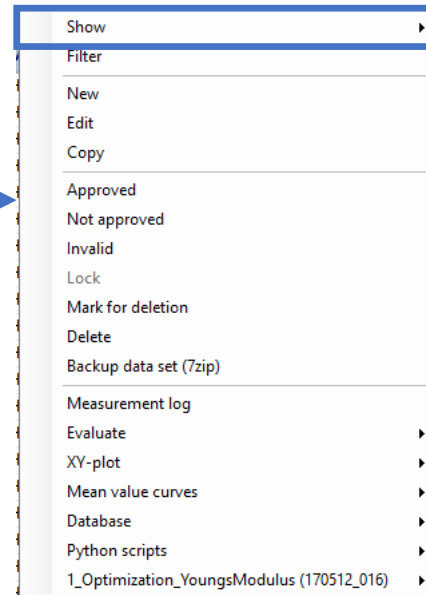 Show
Filter
New
Edit
Copy
Approved
Not approved
Invalid
Lock
Mark for deletion
Delete
Backup data set (7zip)
Measurement log
Evaluate
XY-plot
Mean value curves
Database
Python scripts
1_Optimization_YoungsModulus (170512_016)